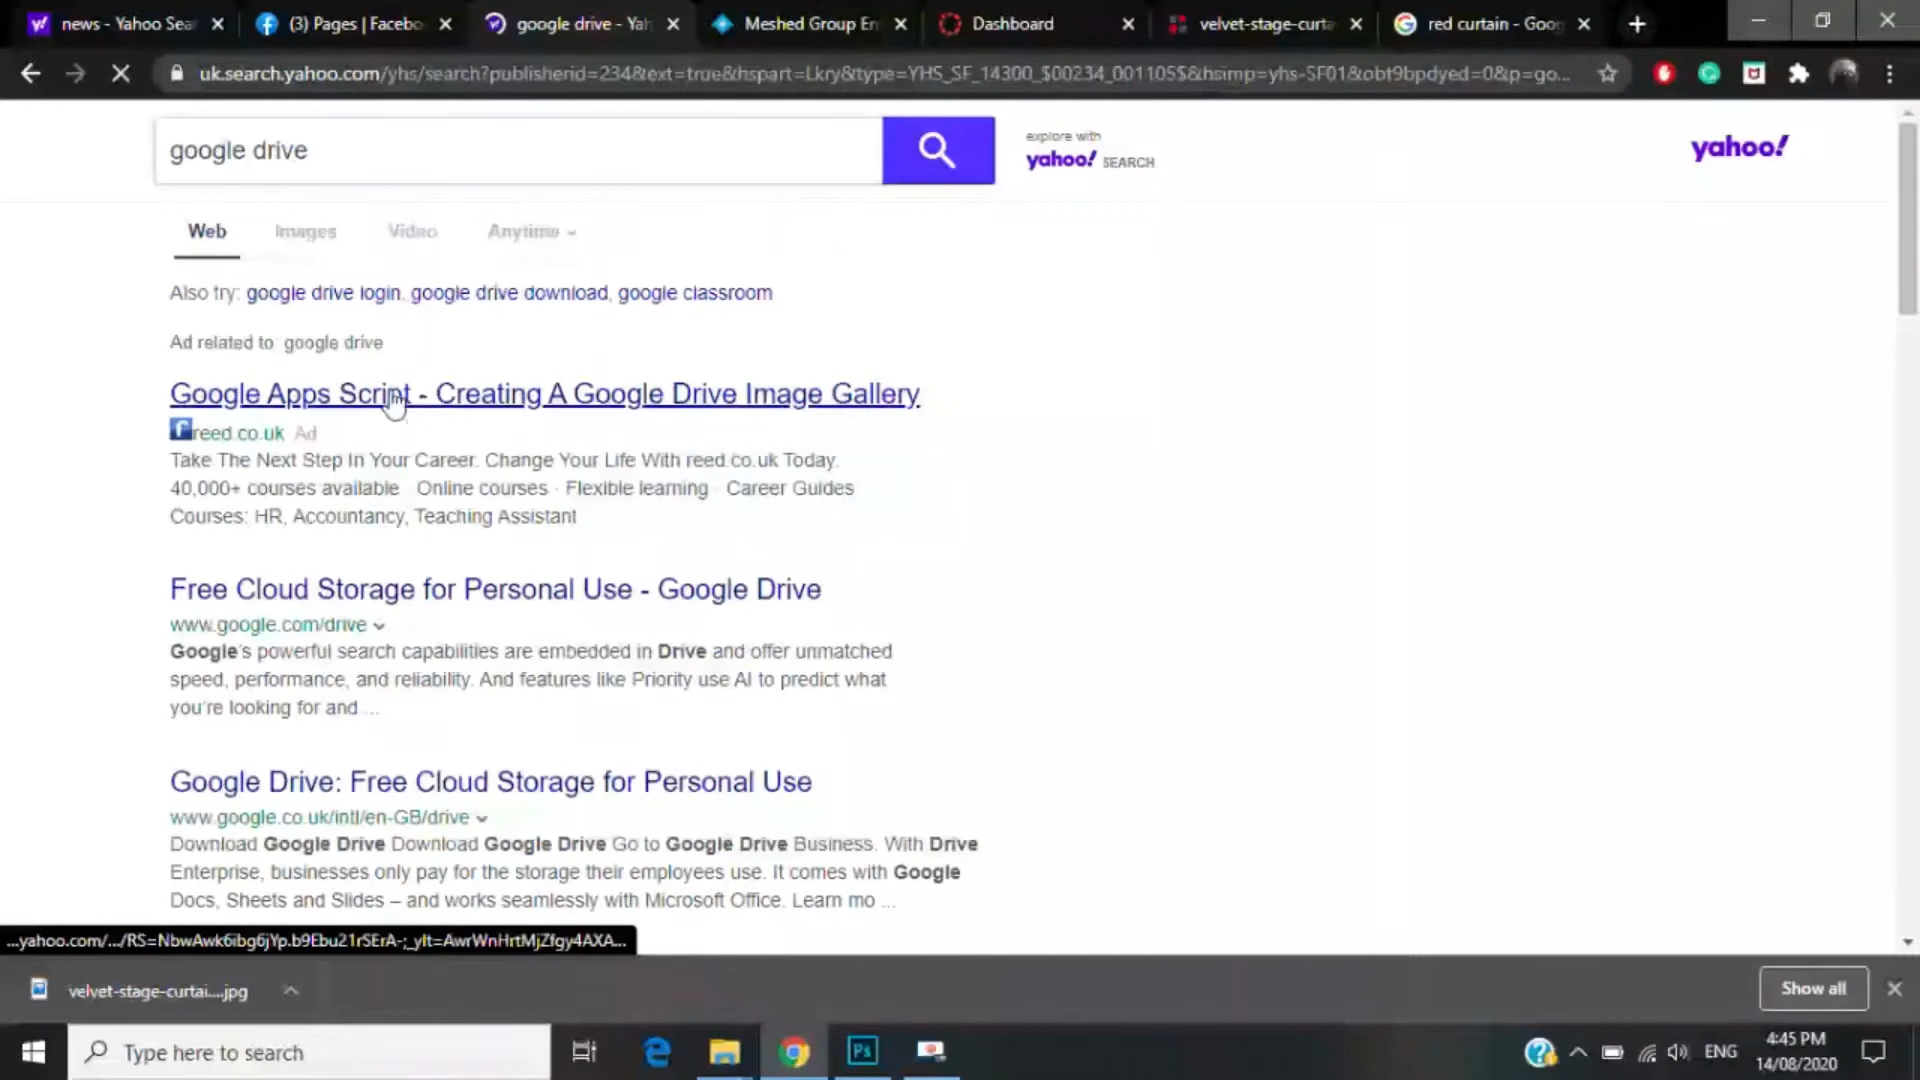 news - Yahoo Sear
(3) Pages | Facebo
google drive - Yah
Meshed Group En
Dashboard
velvet-stage-curta
red curtain - Goog
uk.search.yahoo.com/yhs/search?publisherid=234&ext=true&hspart=Lkry&type=YHS_SF_14300_$00234_001105$&hsimp=yhs-SF01&obt9bpdyed=0&p=go...
google drive
explore with
yahoo! SEARCH
yahoo!
Web Images Video Anytime
Also try: google drive login, google drive download, google classroom
Ad related to google drive
Google Apps Script - Creating A Google Drive Image Gallery
reed.co.uk Ad
Take The Next Step In Your Career. Change Your Life With reed.co.uk Today.
40,000+ courses available · Online courses · Flexible learning · Career Guides
Courses: HR, Accountancy, Teaching Assistant
Free Cloud Storage for Personal Use - Google Drive
www.google.com/drive
Google's powerful search capabilities are embedded in Drive and offer unmatched
speed, performance, and reliability. And features like Priority use AI to predict what
you're looking for and ...
Google Drive: Free Cloud Storage for Personal Use
www.google.co.uk/intl/en-GB/drive
Download Google Drive Download Google Drive Go to Google Drive Business. With Drive
Enterprise, businesses only pay for the storage their employees use. It comes with Google
Docs, Sheets and Slides – and works seamlessly with Microsoft Office. Learn mo ...
...yahoo.com/.../RS=NbwAwk6ibg6jYp.b9Ebu21rSErA-;_ylt=AwrWnHrtMjZfgy4AXA...
velvet-stage-curtai....jpg
Show all
Type here to search
Ps
ENG
4:45 PM
14/08/2020